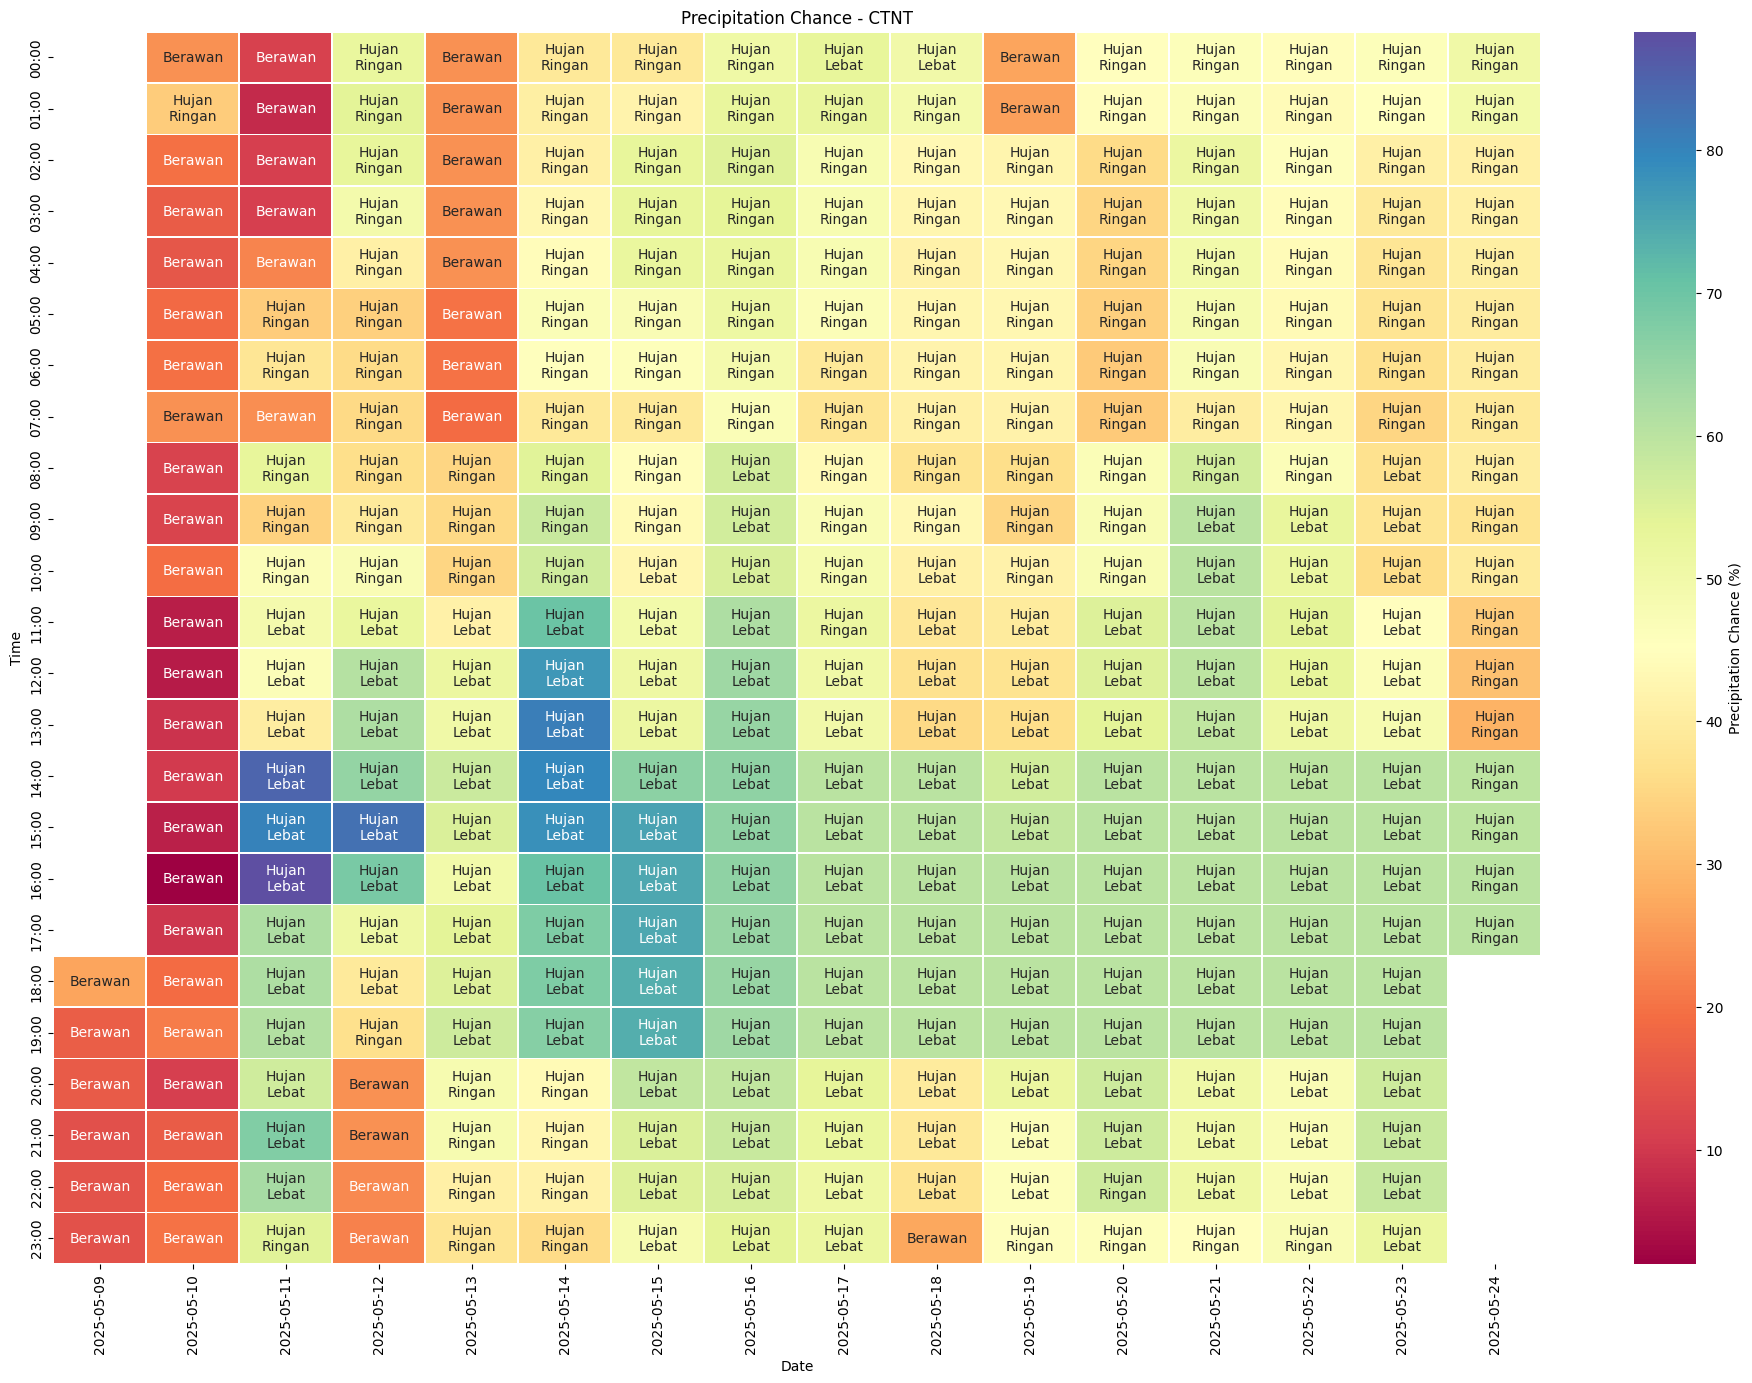 Precipitation Chance - CTNT
00:00 Berawan Berawan Hujan Ringan Berawan Hujan Ringan Hujan Ringan Hujan Ringan Hujan Lebat Hujan Lebat Berawan Hujan Ringan Hujan Ringan Hujan Ringan Hujan Ringan Hujan Ringan
01:00 Hujan Ringan Berawan Hujan Ringan Berawan Hujan Ringan Hujan Ringan Hujan Ringan Hujan Ringan Hujan Ringan Berawan Hujan Ringan Hujan Ringan Hujan Ringan Hujan Ringan Hujan Ringan
02:00 Berawan Berawan Hujan Ringan Berawan Hujan Ringan Hujan Ringan Hujan Ringan Hujan Ringan Hujan Ringan Hujan Ringan Hujan Ringan Hujan Ringan Hujan Ringan Hujan Ringan Hujan Ringan
03:00 Berawan Berawan Hujan Ringan Berawan Hujan Ringan Hujan Ringan Hujan Ringan Hujan Ringan Hujan Ringan Hujan Ringan Hujan Ringan Hujan Ringan Hujan Ringan Hujan Ringan Hujan Ringan
04:00 Berawan Berawan Hujan Ringan Berawan Hujan Ringan Hujan Ringan Hujan Ringan Hujan Ringan Hujan Ringan Hujan Ringan Hujan Ringan Hujan Ringan Hujan Ringan Hujan Ringan Hujan Ringan
05:00 Berawan Hujan Ringan Hujan Ringan Berawan Hujan Ringan Hujan Ringan Hujan Ringan Hujan Ringan Hujan Ringan Hujan Ringan Hujan Ringan Hujan Ringan Hujan Ringan Hujan Ringan Hujan Ringan
06:00 Berawan Hujan Ringan Hujan Ringan Berawan Hujan Ringan Hujan Ringan Hujan Ringan Hujan Ringan Hujan Ringan Hujan Ringan Hujan Ringan Hujan Ringan Hujan Ringan Hujan Ringan Hujan Ringan
07:00 Berawan Berawan Hujan Ringan Berawan Hujan Ringan Hujan Ringan Hujan Ringan Hujan Ringan Hujan Ringan Hujan Ringan Hujan Ringan Hujan Ringan Hujan Ringan Hujan Ringan Hujan Ringan
08:00 Berawan Hujan Ringan Hujan Ringan Hujan Ringan Hujan Ringan Hujan Ringan Hujan Lebat Hujan Ringan Hujan Ringan Hujan Ringan Hujan Ringan Hujan Ringan Hujan Ringan Hujan Lebat Hujan Ringan
09:00 Berawan Hujan Ringan Hujan Ringan Hujan Ringan Hujan Ringan Hujan Ringan Hujan Lebat Hujan Ringan Hujan Ringan Hujan Ringan Hujan Ringan Hujan Lebat Hujan Lebat Hujan Lebat Hujan Ringan
10:00 Berawan Hujan Ringan Hujan Ringan Hujan Ringan Hujan Ringan Hujan Lebat Hujan Lebat Hujan Ringan Hujan Lebat Hujan Ringan Hujan Ringan Hujan Lebat Hujan Lebat Hujan Lebat Hujan Ringan
11:00 Berawan Hujan Lebat Hujan Lebat Hujan Lebat Hujan Lebat Hujan Lebat Hujan Lebat Hujan Ringan Hujan Lebat Hujan Lebat Hujan Lebat Hujan Lebat Hujan Lebat Hujan Lebat Hujan Ringan
12:00 Berawan Hujan Lebat Hujan Lebat Hujan Lebat Hujan Lebat Hujan Lebat Hujan Lebat Hujan Lebat Hujan Lebat Hujan Lebat Hujan Lebat Hujan Lebat Hujan Lebat Hujan Lebat Hujan Ringan
13:00 Berawan Hujan Lebat Hujan Lebat Hujan Lebat Hujan Lebat Hujan Lebat Hujan Lebat Hujan Lebat Hujan Lebat Hujan Lebat Hujan Lebat Hujan Lebat Hujan Lebat Hujan Lebat Hujan Ringan
14:00 Berawan Hujan Lebat Hujan Lebat Hujan Lebat Hujan Lebat Hujan Lebat Hujan Lebat Hujan Lebat Hujan Lebat Hujan Lebat Hujan Lebat Hujan Lebat Hujan Lebat Hujan Lebat Hujan Ringan
15:00 Berawan Hujan Lebat Hujan Lebat Hujan Lebat Hujan Lebat Hujan Lebat Hujan Lebat Hujan Lebat Hujan Lebat Hujan Lebat Hujan Lebat Hujan Lebat Hujan Lebat Hujan Lebat Hujan Ringan
16:00 Berawan Hujan Lebat Hujan Lebat Hujan Lebat Hujan Lebat Hujan Lebat Hujan Lebat Hujan Lebat Hujan Lebat Hujan Lebat Hujan Lebat Hujan Lebat Hujan Lebat Hujan Lebat Hujan Ringan
17:00 Berawan Hujan Lebat Hujan Lebat Hujan Lebat Hujan Lebat Hujan Lebat Hujan Lebat Hujan Lebat Hujan Lebat Hujan Lebat Hujan Lebat Hujan Lebat Hujan Lebat Hujan Lebat Hujan Ringan
18:00 Berawan Berawan Hujan Lebat Hujan Lebat Hujan Lebat Hujan Lebat Hujan Lebat Hujan Lebat Hujan Lebat Hujan Lebat Hujan Lebat Hujan Lebat Hujan Lebat Hujan Lebat Hujan Lebat
19:00 Berawan Berawan Hujan Lebat Hujan Ringan Hujan Lebat Hujan Lebat Hujan Lebat Hujan Lebat Hujan Lebat Hujan Lebat Hujan Lebat Hujan Lebat Hujan Lebat Hujan Lebat Hujan Lebat
20:00 Berawan Berawan Hujan Lebat Berawan Hujan Ringan Hujan Ringan Hujan Lebat Hujan Lebat Hujan Lebat Hujan Lebat Hujan Lebat Hujan Lebat Hujan Lebat Hujan Lebat Hujan Lebat
21:00 Berawan Berawan Hujan Lebat Berawan Hujan Ringan Hujan Ringan Hujan Lebat Hujan Lebat Hujan Lebat Hujan Lebat Hujan Lebat Hujan Lebat Hujan Lebat Hujan Lebat Hujan Lebat
22:00 Berawan Berawan Hujan Lebat Berawan Hujan Ringan Hujan Ringan Hujan Lebat Hujan Lebat Hujan Lebat Hujan Lebat Hujan Lebat Hujan Ringan Hujan Lebat Hujan Lebat Hujan Lebat
23:00 Berawan Berawan Hujan Ringan Berawan Hujan Ringan Hujan Ringan Hujan Lebat Hujan Lebat Hujan Lebat Berawan Hujan Ringan Hujan Ringan Hujan Ringan Hujan Ringan Hujan Lebat
Time
2025-05-09 2025-05-10 2025-05-11 2025-05-12 2025-05-13 2025-05-14 2025-05-15 2025-05-16 2025-05-17 2025-05-18 2025-05-19 2025-05-20 2025-05-21 2025-05-22 2025-05-23 2025-05-24
Date
80
70
60
50
40
30
20
10
Precipitation Chance (%)